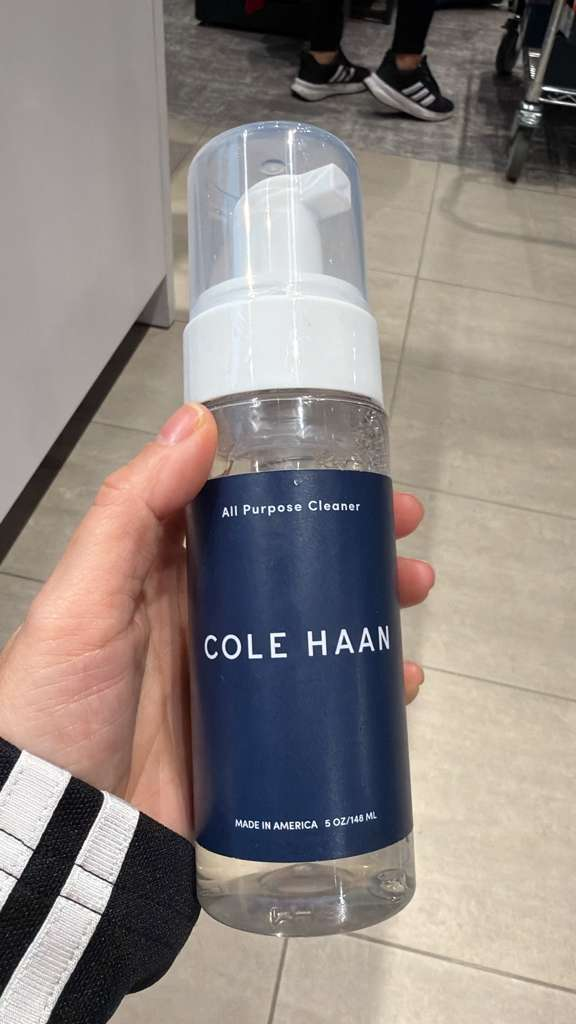 All Purpose Cleaner
COLE HAAN
MADE IN AMERICA 5 OZ/148 ML